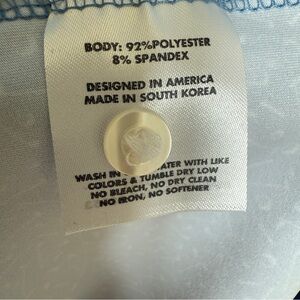 BODY: 92%POLYESTER
8% SPANDEX
DESIGNED IN AMERICA
MADE IN SOUTH KOREA
WASH IN WATER WITH LIKE
COLORS & TUMBLE DRY LOW
NO BLEACH, NO DRY CLEAN
NO IRON, NO SOFTENER